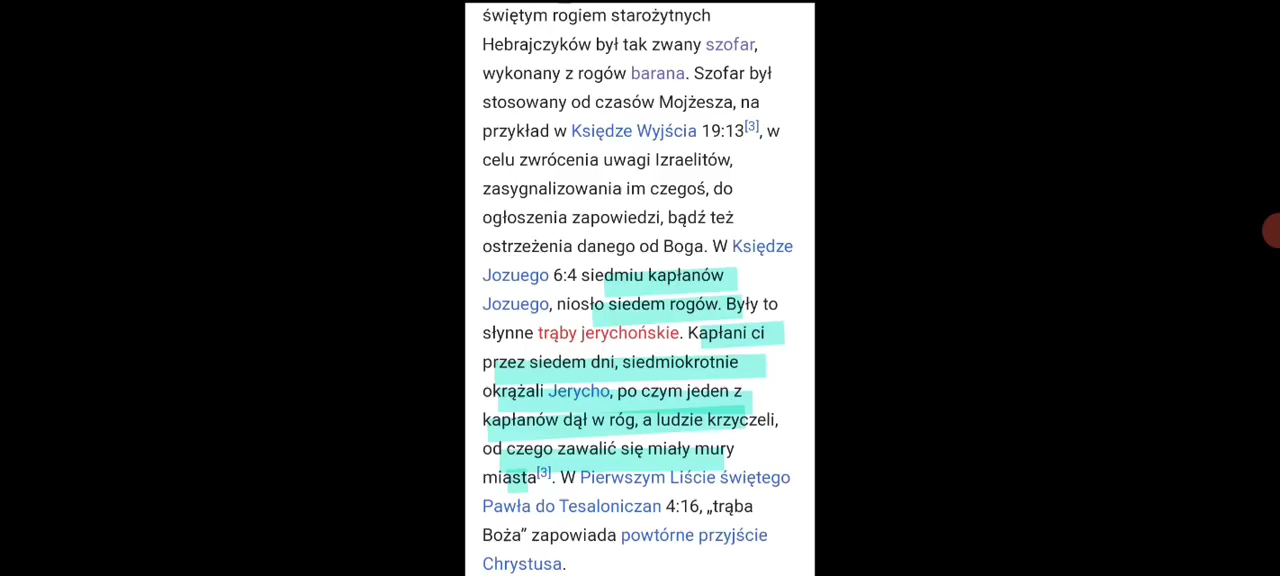 świętym rogiem starożytnych
Hebrajczyków był tak zwany szofar,
wykonany z rogów barana. Szofar był
stosowany od czasów Mojżesza, na
przykład w Księdze Wyjścia 19:13[3], w
celu zwrócenia uwagi Izraelitów,
zasygnalizowania im czegoś, do
ogłoszenia zapowiedzi, bądź też
ostrzeżenia danego od Boga. W Księdze
Jozuego 6:4 siedmiu kapłanów
Jozuego, niosło siedem rogów. Były to
słynne trąby jerychońskie. Kapłani ci
przez siedem dni, siedmiokrotnie
okrążali Jerycho, po czym jeden z
kapłanów dął w róg, a ludzie krzyczeli,
od czego zawalić się miały mury
miasta[3]. W Pierwszym Liście świętego
Pawła do Tesaloniczan 4:16, „trąba
Boża” zapowiada powtórne przyjście
Chrystusa.